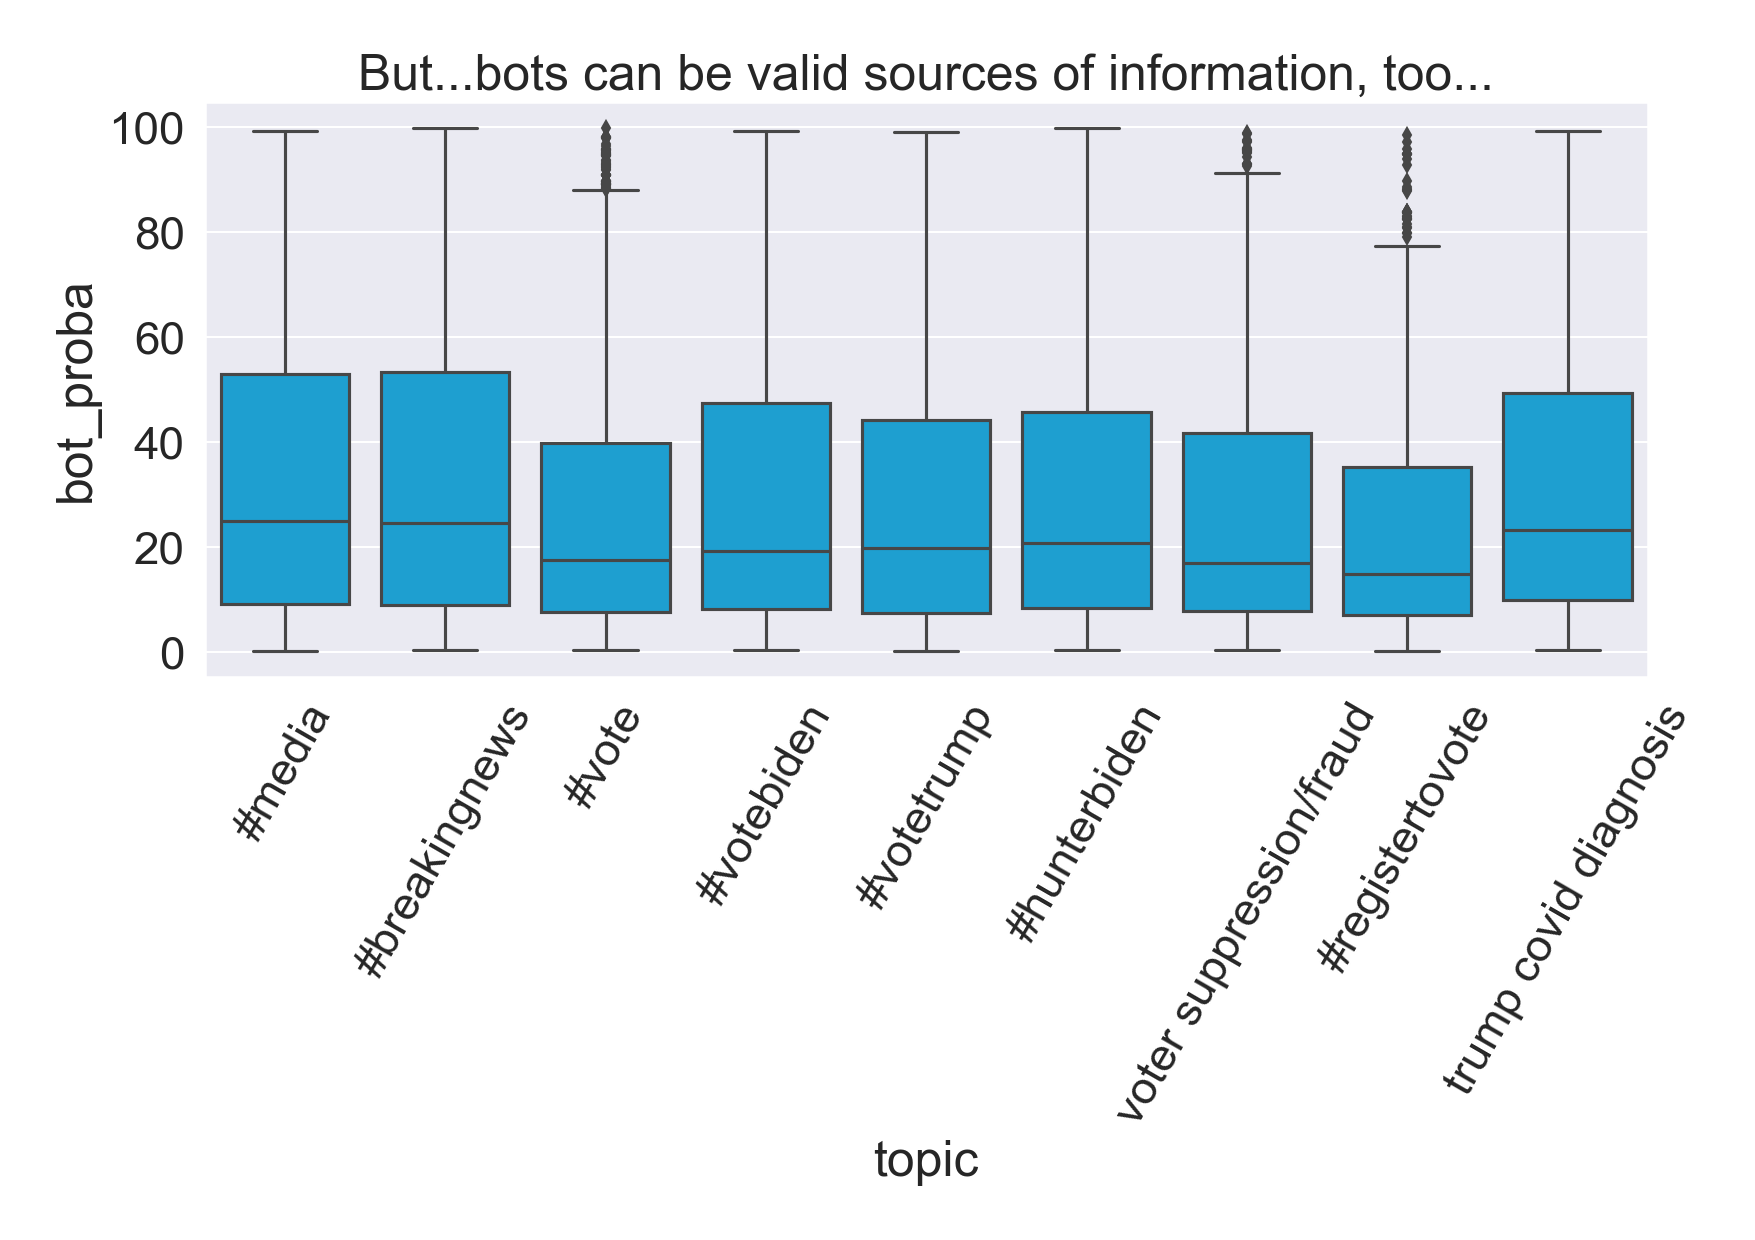 But...bots can be valid sources of information, too...
bot_proba
100
80
60
40
20
0
#media
#breakingnews
#vote
#votebiden
#votetrump
#hunterbiden
voter suppression/fraud
#registertovote
trump covid diagnosis
topic